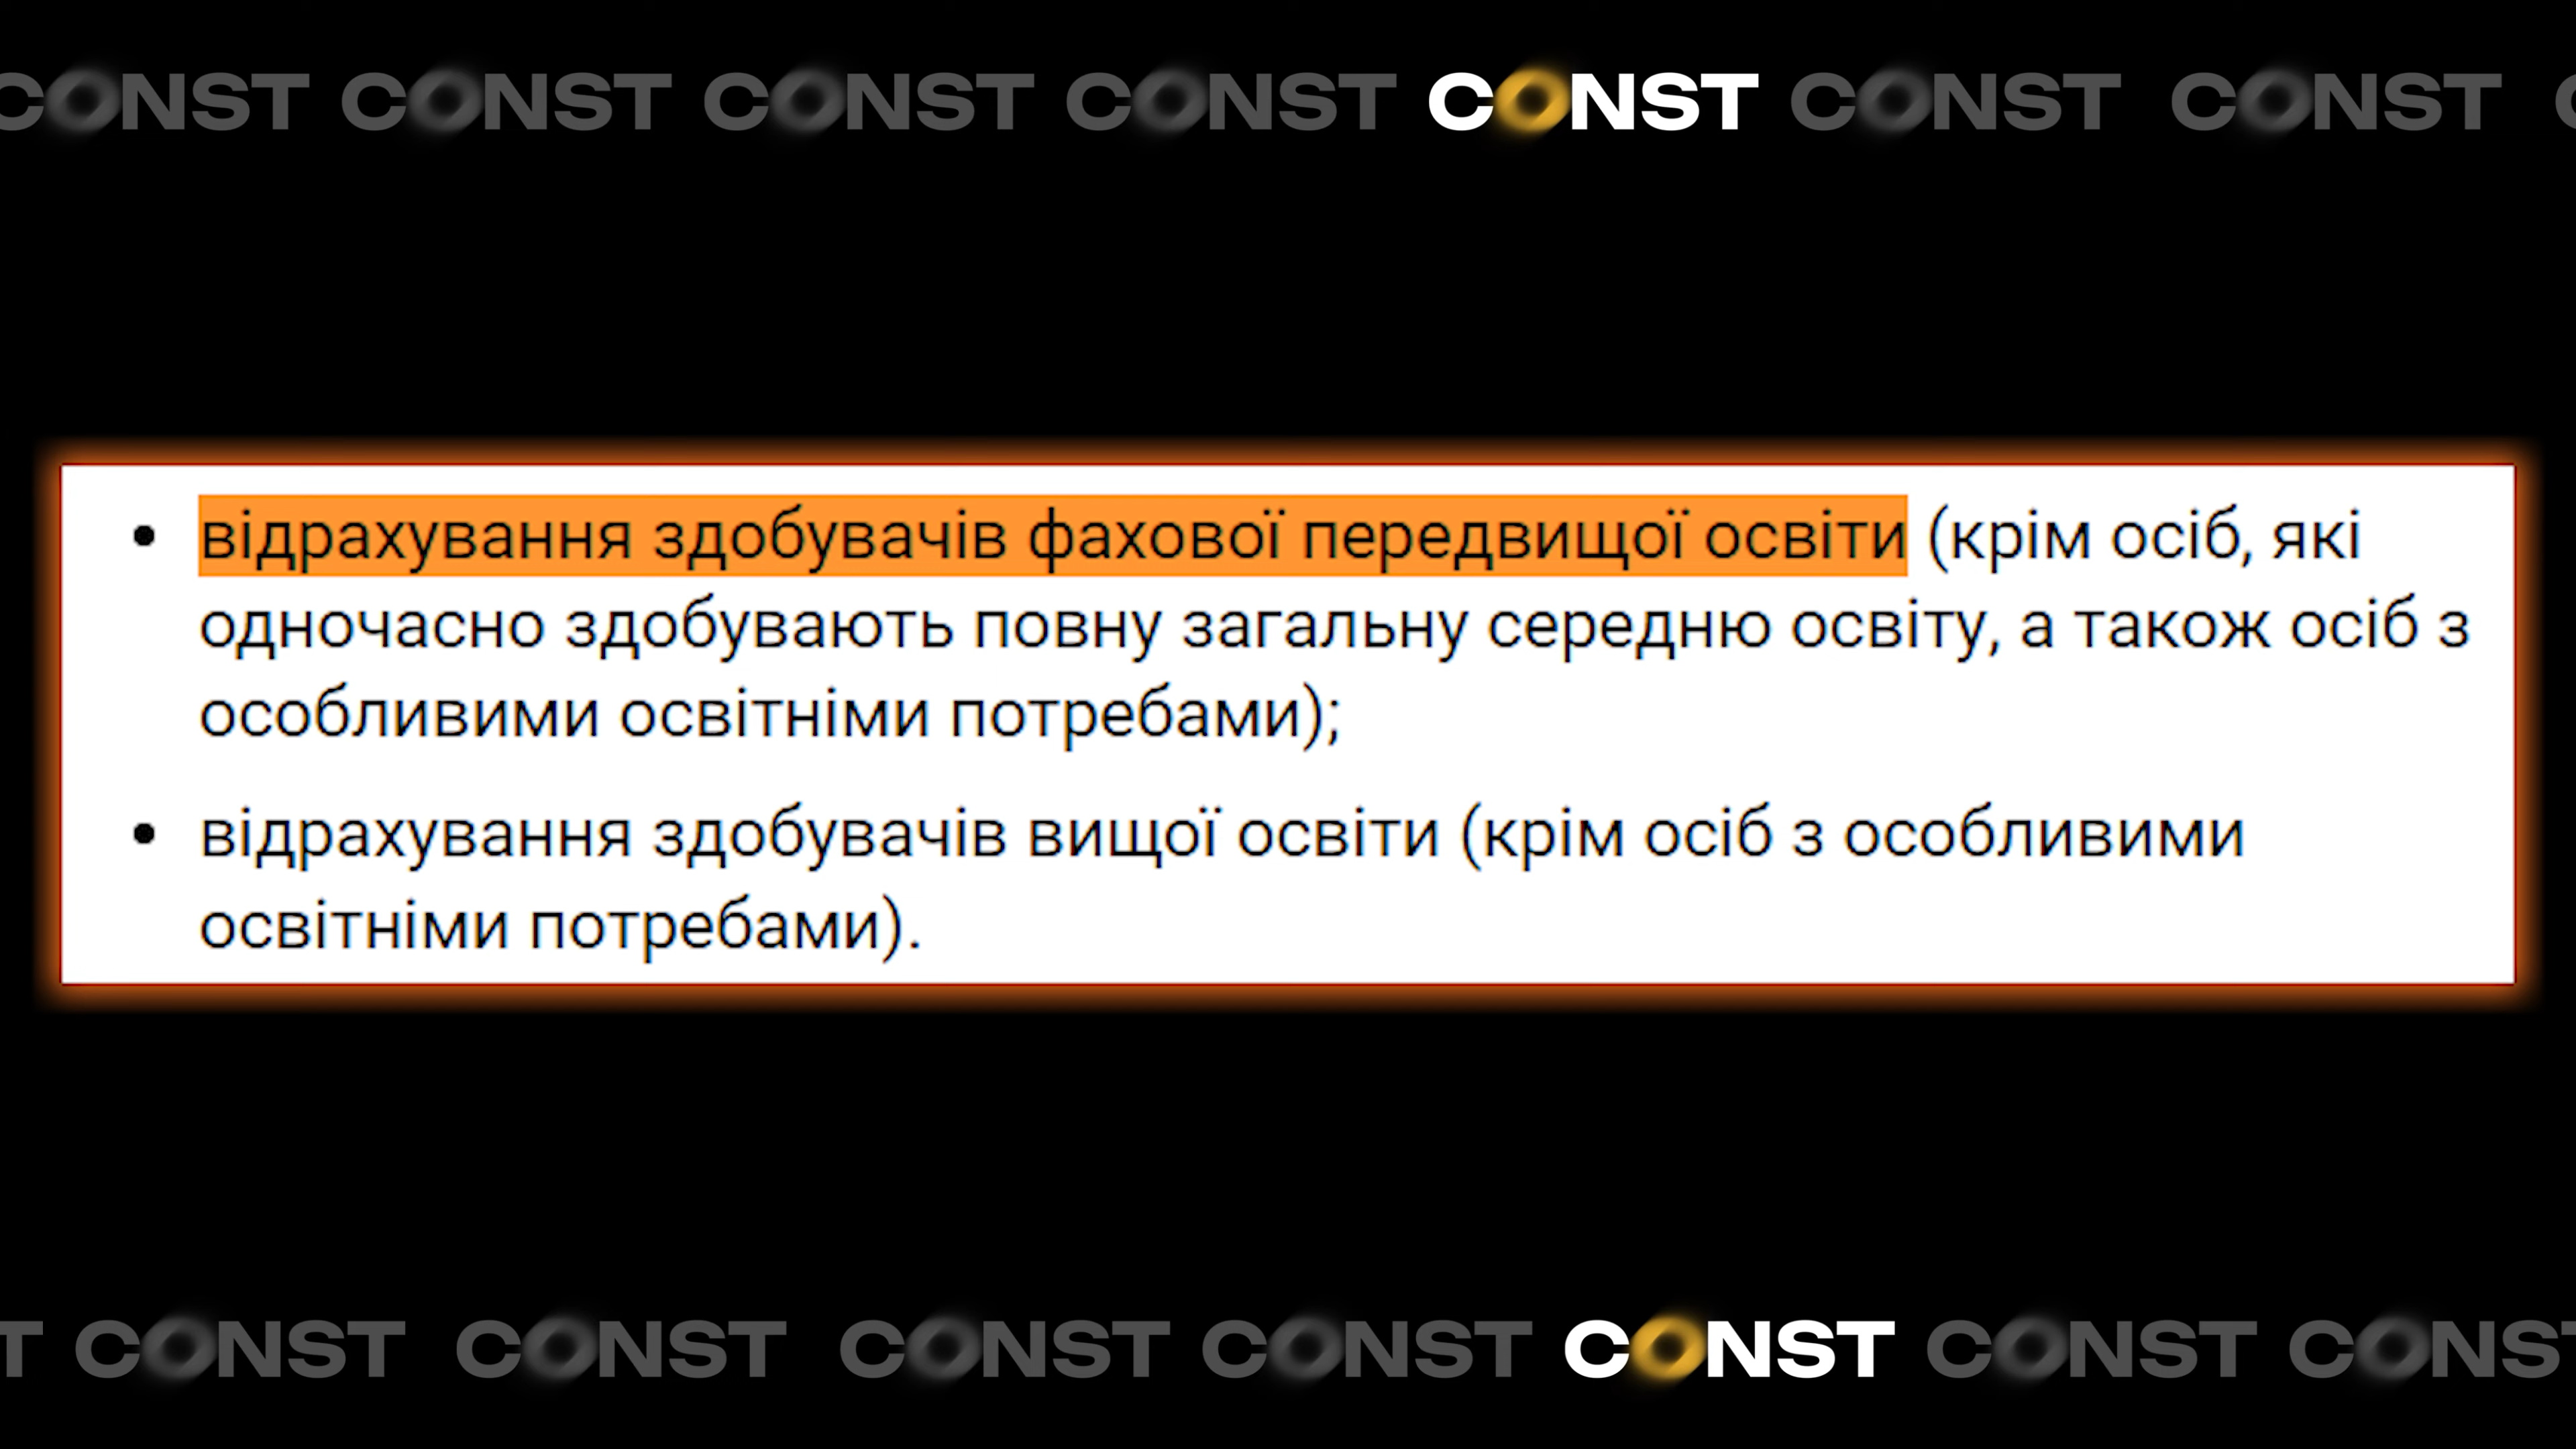 CONST CONST CONST CONST CONST CONST CONST C
• відрахування здобувачів фахової передвищої освіти (крім осіб, які
одночасно здобувають повну загальну середню освіту, а також осіб з
особливими освітніми потребами);
• відрахування здобувачів вищої освіти (крім осіб з особливими
освітніми потребами).
T CONST CONST CONST CONST CONST CONST CONS